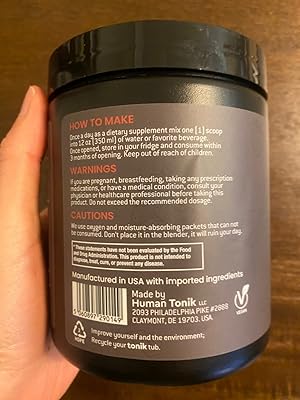 HOW TO MAKE
Once a day as a dietary supplement mix one [1] scoop
into 12 oz [350 ml] of water or favorite beverage.
Once opened, store in your fridge and consume within
3 months of opening. Keep out of reach of children.
WARNINGS
If you are pregnant, breastfeeding, taking any prescription
medications, or have a medical condition, consult your
physician or healthcare professional before taking this
product. Do not exceed the recommended dosage.
CAUTIONS
We use oxygen and moisture-absorbing packets that can not
be consumed. Don't place it in the blender, it will ruin your day.
*These statements have not been evaluated by the Food
and Drug Administration. This product is not intended to
diagnose, treat, cure, or prevent any disease.
Manufactured in USA with imported ingredients
Made by
Human Tonik LLC
2093 PHILADELPHIA PIKE #2888
CLAYMONT, DE 19703. USA.
VEGAN
HDPE
Improve yourself and the environment;
Recycle your tonik tub.